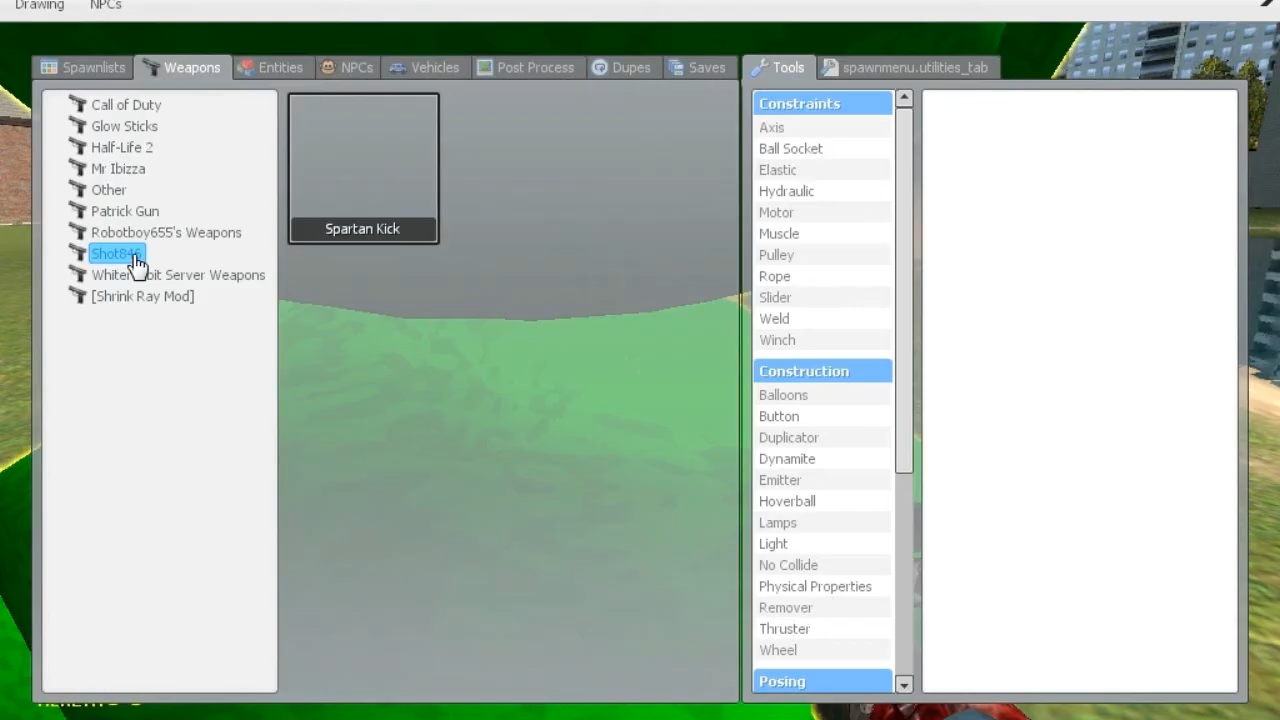 Drawing NPCs
Spawnlists Weapons Entities NPCs Vehicles Post Process Dupes Saves Tools spawnmenu.utilities_tab
Call of Duty
Glow Sticks
Half-Life 2
Mr Ibizza
Other
Patrick Gun
Robotboy655's Weapons
Shot846
Server Weapons
[Shrink Ray Mod]
Spartan Kick
Constraints
Axis
Ball Socket
Elastic
Hydraulic
Motor
Muscle
Pulley
Rope
Slider
Weld
Winch
Construction
Balloons
Button
Duplicator
Dynamite
Emitter
Hoverball
Lamps
Light
No Collide
Physical Properties
Remover
Thruster
Wheel
Posing